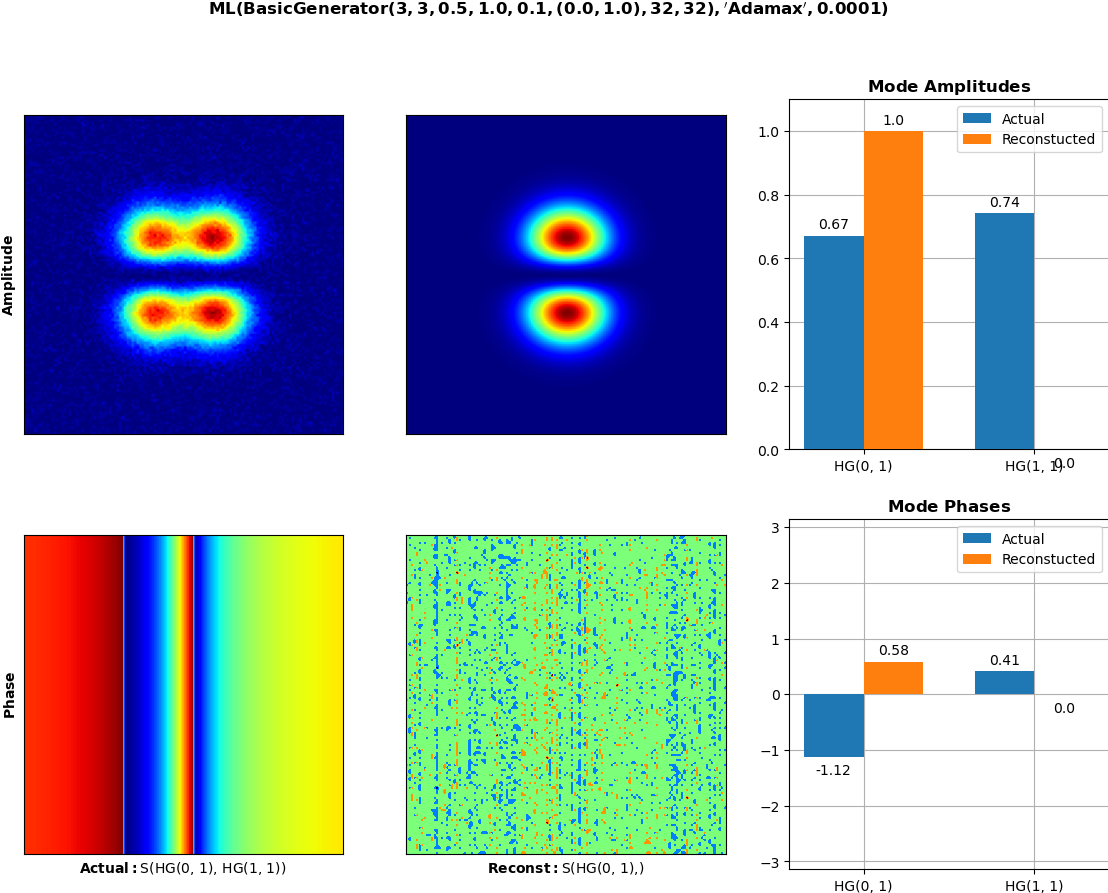 ML(BasicGenerator(3, 3, 0.5, 1.0, 0.1, (0.0, 1.0), 32, 32), 'Adamax', 0.0001)
Amplitude
Mode Amplitudes
Actual
Reconstucted
1.0
0.8
0.6
0.4
0.2
0.0
0.67
1.0
0.74
0.0
HG(0, 1)
HG(1, 1)
Phase
Actual: S(HG(0, 1), HG(1, 1))
Reconst: S(HG(0, 1),)
Mode Phases
Actual
Reconstucted
3
2
1
0
−1
−2
−3
-1.12
0.58
0.41
0.0
HG(0, 1)
HG(1, 1)